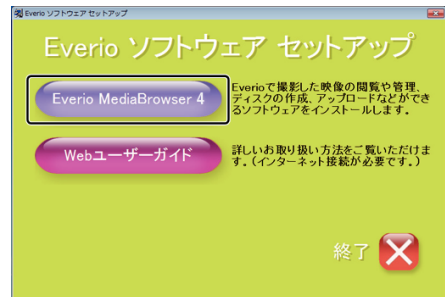 Everio ソフトウェア セットアップ
Everio ソフトウェア セットアップ
Everio MediaBrowser 4
Everioで撮影した映像の閲覧や管理、
ディスクの作成、アップロードなどができ
るソフトウェアをインストールします。
Webユーザーガイド
詳しいお取り扱い方法をご覧いただけま
す。(インターネット接続が必要です。)
終了